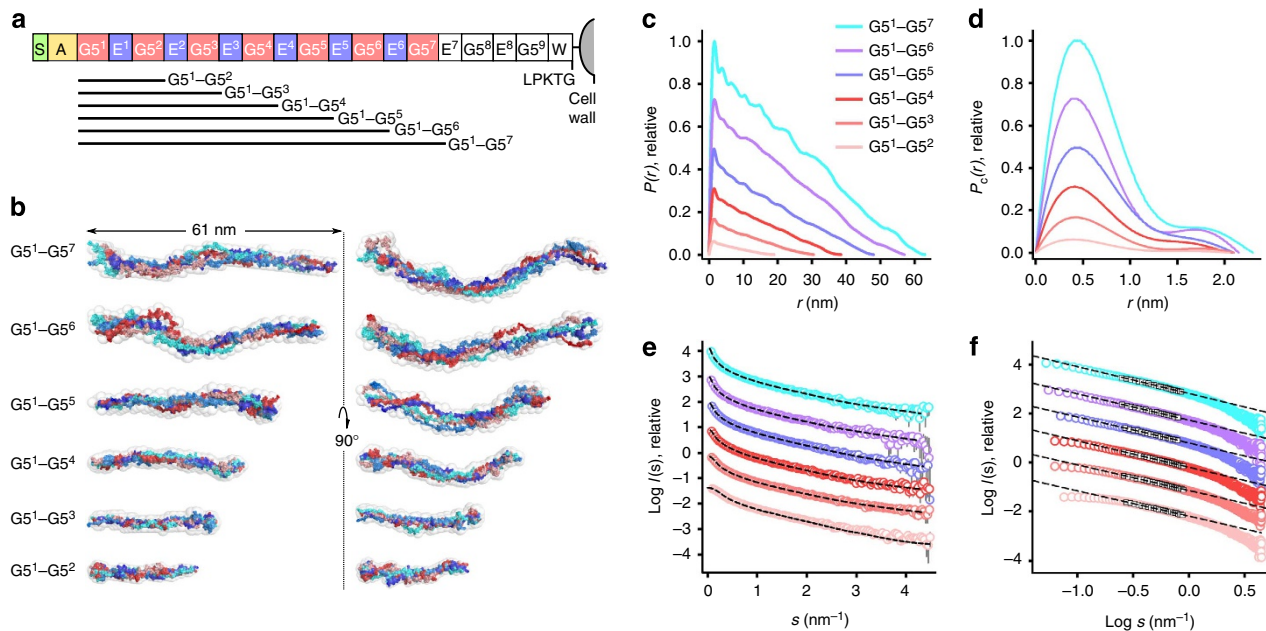 a
S A G5¹ E¹ G5² E² G5³ E³ G5⁴ E⁴ G5⁵ E⁵ G5⁶ E⁶ G5⁷ E⁷ G5⁸ E⁸ G5⁹ W
LPKTG
Cell
wall
G5¹–G5²
G5¹–G5³
G5¹–G5⁴
G5¹–G5⁵
G5¹–G5⁶
G5¹–G5⁷
b
61 nm
G5¹–G5⁷
G5¹–G5⁶
G5¹–G5⁵
90°
G5¹–G5⁴
G5¹–G5³
G5¹–G5²
c
G5¹–G5⁷
G5¹–G5⁶
G5¹–G5⁵
G5¹–G5⁴
G5¹–G5³
G5¹–G5²
P(r), relative
1.0
0.8
0.6
0.4
0.2
0.0
0 10 20 30 40 50 60
r (nm)
d
Pc(r), relative
1.0
0.8
0.6
0.4
0.2
0.0
0.0 0.5 1.0 1.5 2.0
r (nm)
e
Log I(s), relative
4
3
2
1
0
−1
−2
−3
−4
0 1 2 3 4
s (nm⁻¹)
f
Log I(s), relative
4
2
0
−2
−4
−1.0 −0.5 0.0 0.5
Log s (nm⁻¹)